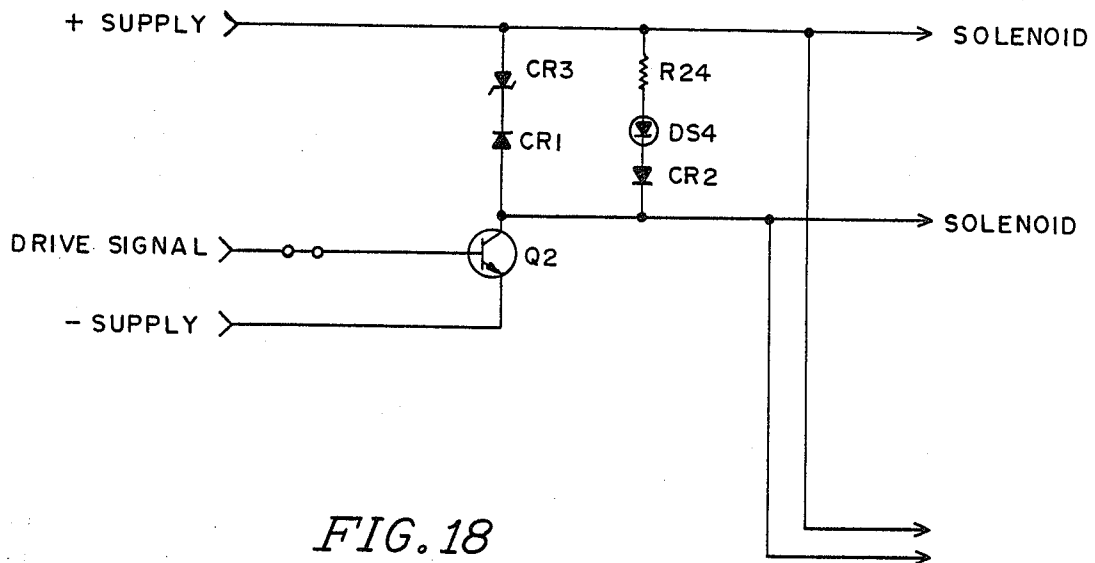 + SUPPLY
SOLENOID
CR3
R24
CR1
DS4
CR2
SOLENOID
DRIVE SIGNAL
Q2
- SUPPLY
FIG. 18